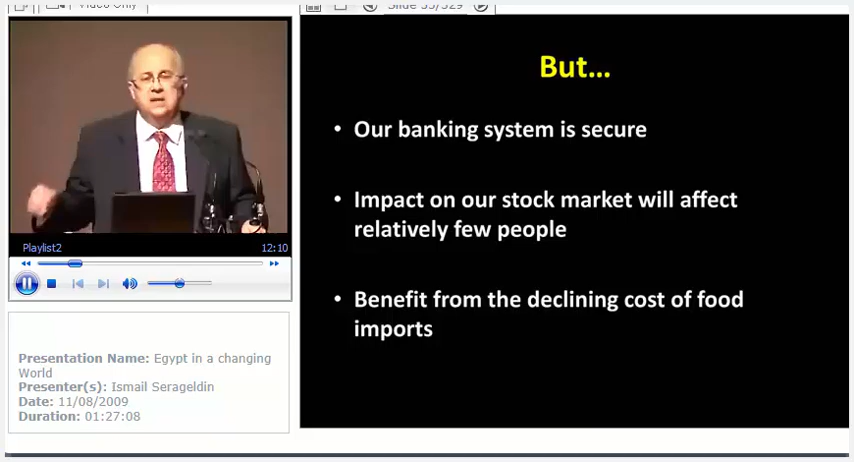 Video Only
Slide 35/329
But...
• Our banking system is secure
• Impact on our stock market will affect
relatively few people
• Benefit from the declining cost of food
imports
Playlist2
12:10
Presentation Name: Egypt in a changing
World
Presenter(s): Ismail Serageldin
Date: 11/08/2009
Duration: 01:27:08